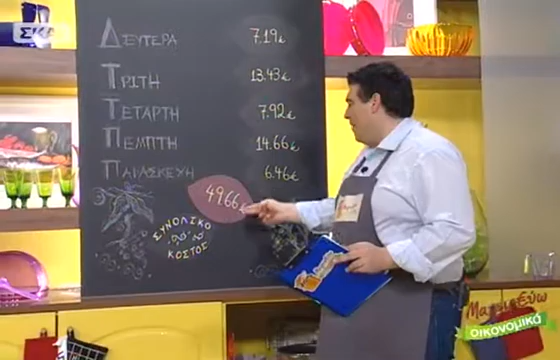 ΣΚΑΪ
ΔΕΥΤΕΡΑ 7.19€
ΤΡΙΤΗ 13.43€
ΤΕΤΑΡΤΗ 7.92€
ΠΕΜΠΤΗ 14.66€
ΠΑΡΑΣΚΕΥΗ 6.46€
49.66€
ΣΥΝΟΛΙΚΟ
ΚΟΣΤΟΣ
οικονομικά